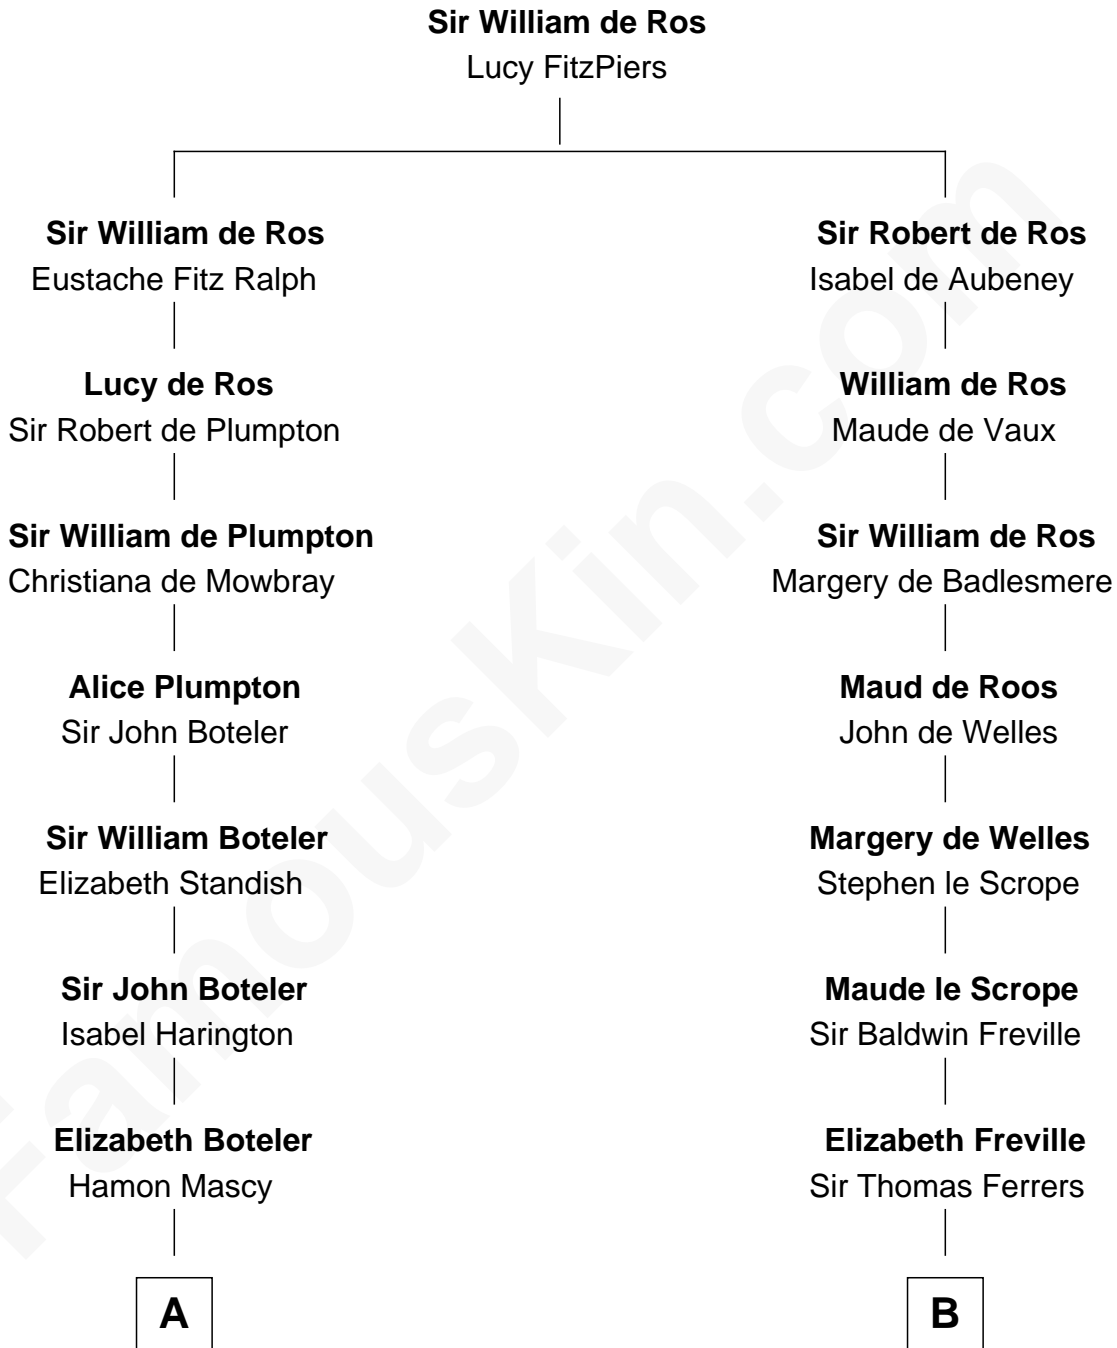 Sir William de Ros
Lucy FitzPiers
Sir William de Ros
Eustache Fitz Ralph
Sir Robert de Ros
Isabel de Aubeney
Lucy de Ros
Sir Robert de Plumpton
William de Ros
Maude de Vaux
Sir William de Plumpton
Christiana de Mowbray
Sir William de Ros
Margery de Badlesmere
Alice Plumpton
Sir John Boteler
Maud de Roos
John de Welles
Sir William Boteler
Elizabeth Standish
Margery de Welles
Stephen le Scrope
Sir John Boteler
Isabel Harington
Maude le Scrope
Sir Baldwin Freville
Elizabeth Boteler
Hamon Mascy
Elizabeth Freville
Sir Thomas Ferrers
A
B
FamousKin.com